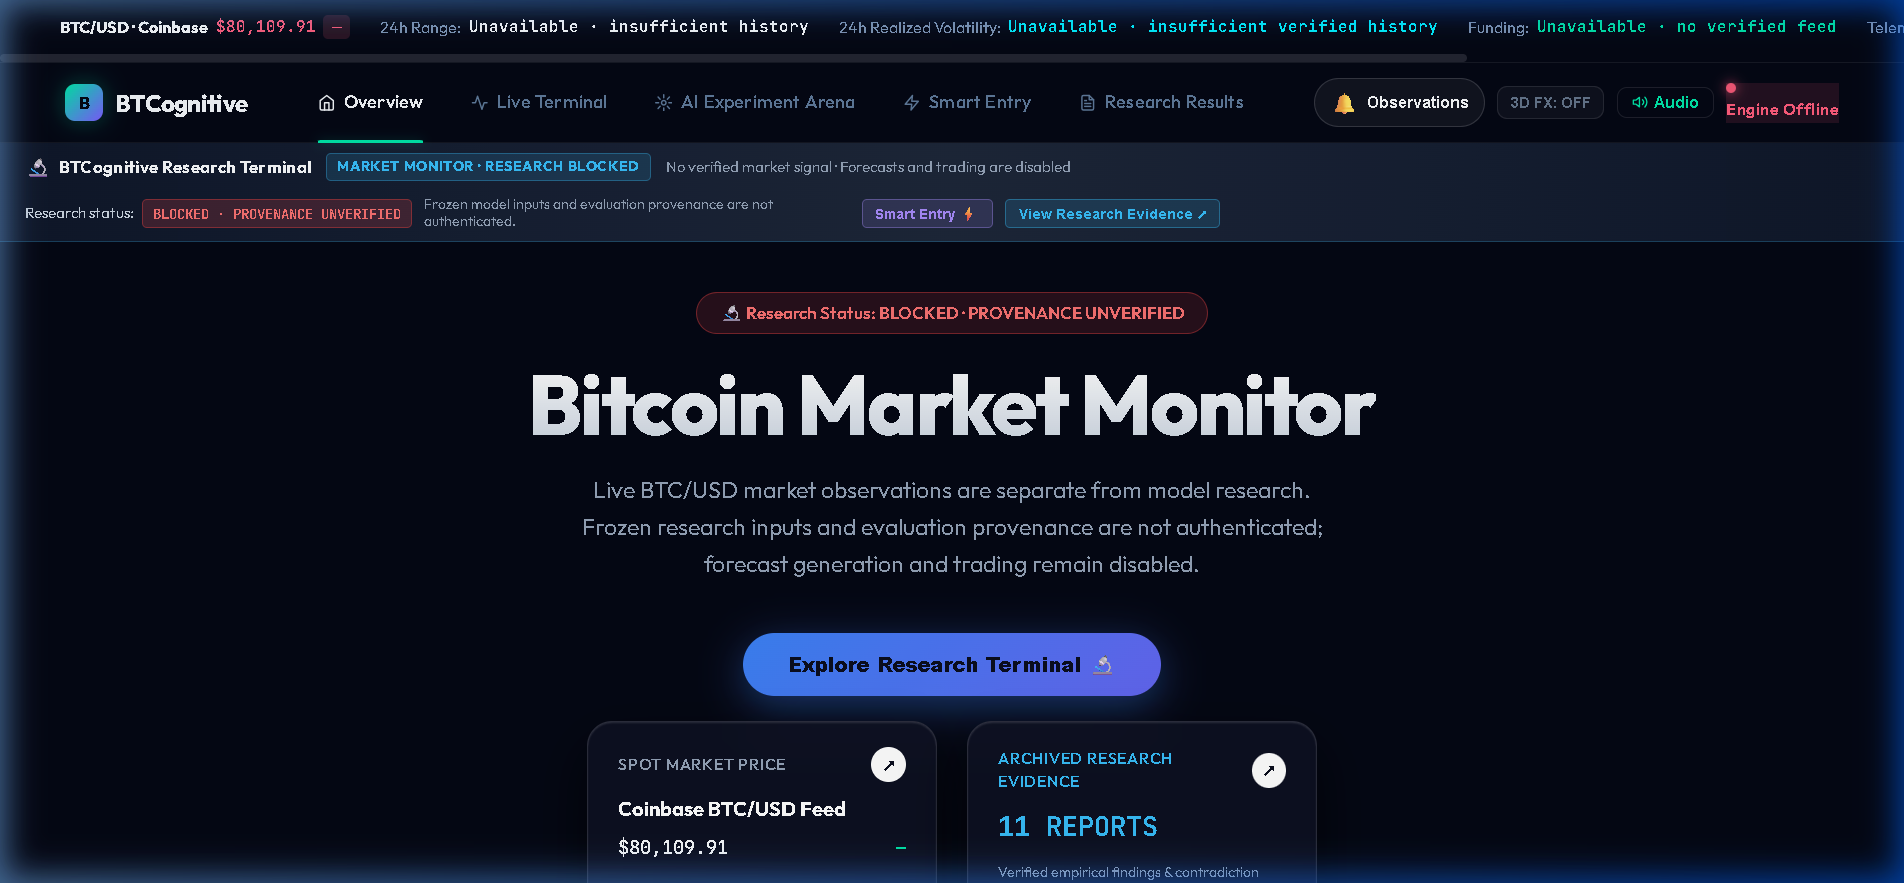 BTC/USD · Coinbase $80,109.91 — 24h Range: Unavailable · insufficient history 24h Realized Volatility: Unavailable · insufficient verified history Funding: Unavailable · no verified feed Telen
B BTCognitive Overview Live Terminal AI Experiment Arena Smart Entry Research Results 🔔 Observations 3D FX: OFF Audio Engine Offline
🔬 BTCognitive Research Terminal MARKET MONITOR · RESEARCH BLOCKED No verified market signal · Forecasts and trading are disabled
Research status: BLOCKED · PROVENANCE UNVERIFIED Frozen model inputs and evaluation provenance are not
authenticated.
Smart Entry ⚡ View Research Evidence ↗
🔬 Research Status: BLOCKED · PROVENANCE UNVERIFIED
Bitcoin Market Monitor
Live BTC/USD market observations are separate from model research.
Frozen research inputs and evaluation provenance are not authenticated;
forecast generation and trading remain disabled.
Explore Research Terminal 🔬
SPOT MARKET PRICE ↗
Coinbase BTC/USD Feed
$80,109.91 —
ARCHIVED RESEARCH
EVIDENCE ↗
11 REPORTS
Verified empirical findings & contradiction